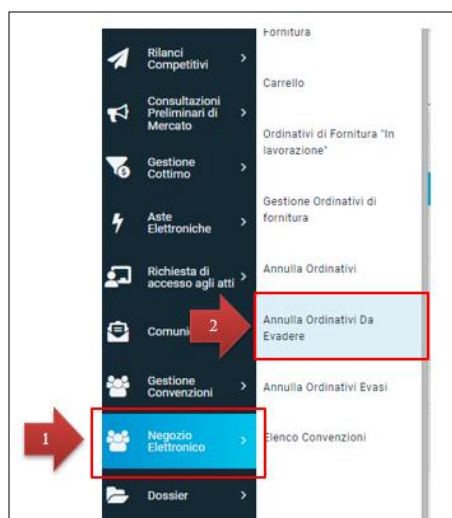 Rilanci
Competitivi
Consultazioni
Preliminari di
Mercato
Gestione
Cottimo
Aste
Elettroniche
Richiesta di
accesso agli atti
Comuni
Gestione
Convenzioni
1
Negozio
Elettronico
Dossier
Fornitura
Carrello
Ordinativi di Fornitura "In
lavorazione"
Gestione Ordinativi di
fornitura
Annulla Ordinativi
2
Annulla Ordinativi Da
Evadere
Annulla Ordinativi Evasi
Elenco Convenzioni